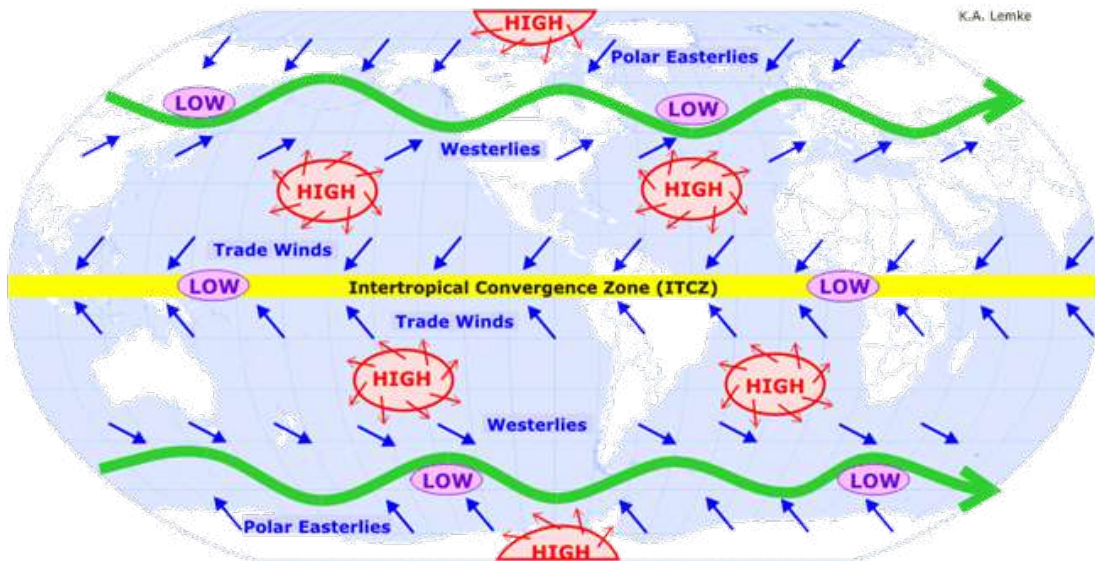 K.A. Lemke
HIGH
Polar Easterlies
LOW
LOW
Westerlies
HIGH
HIGH
Trade Winds
LOW
Intertropical Convergence Zone (ITCZ)
LOW
Trade Winds
HIGH
HIGH
Westerlies
LOW
LOW
Polar Easterlies
HIGH